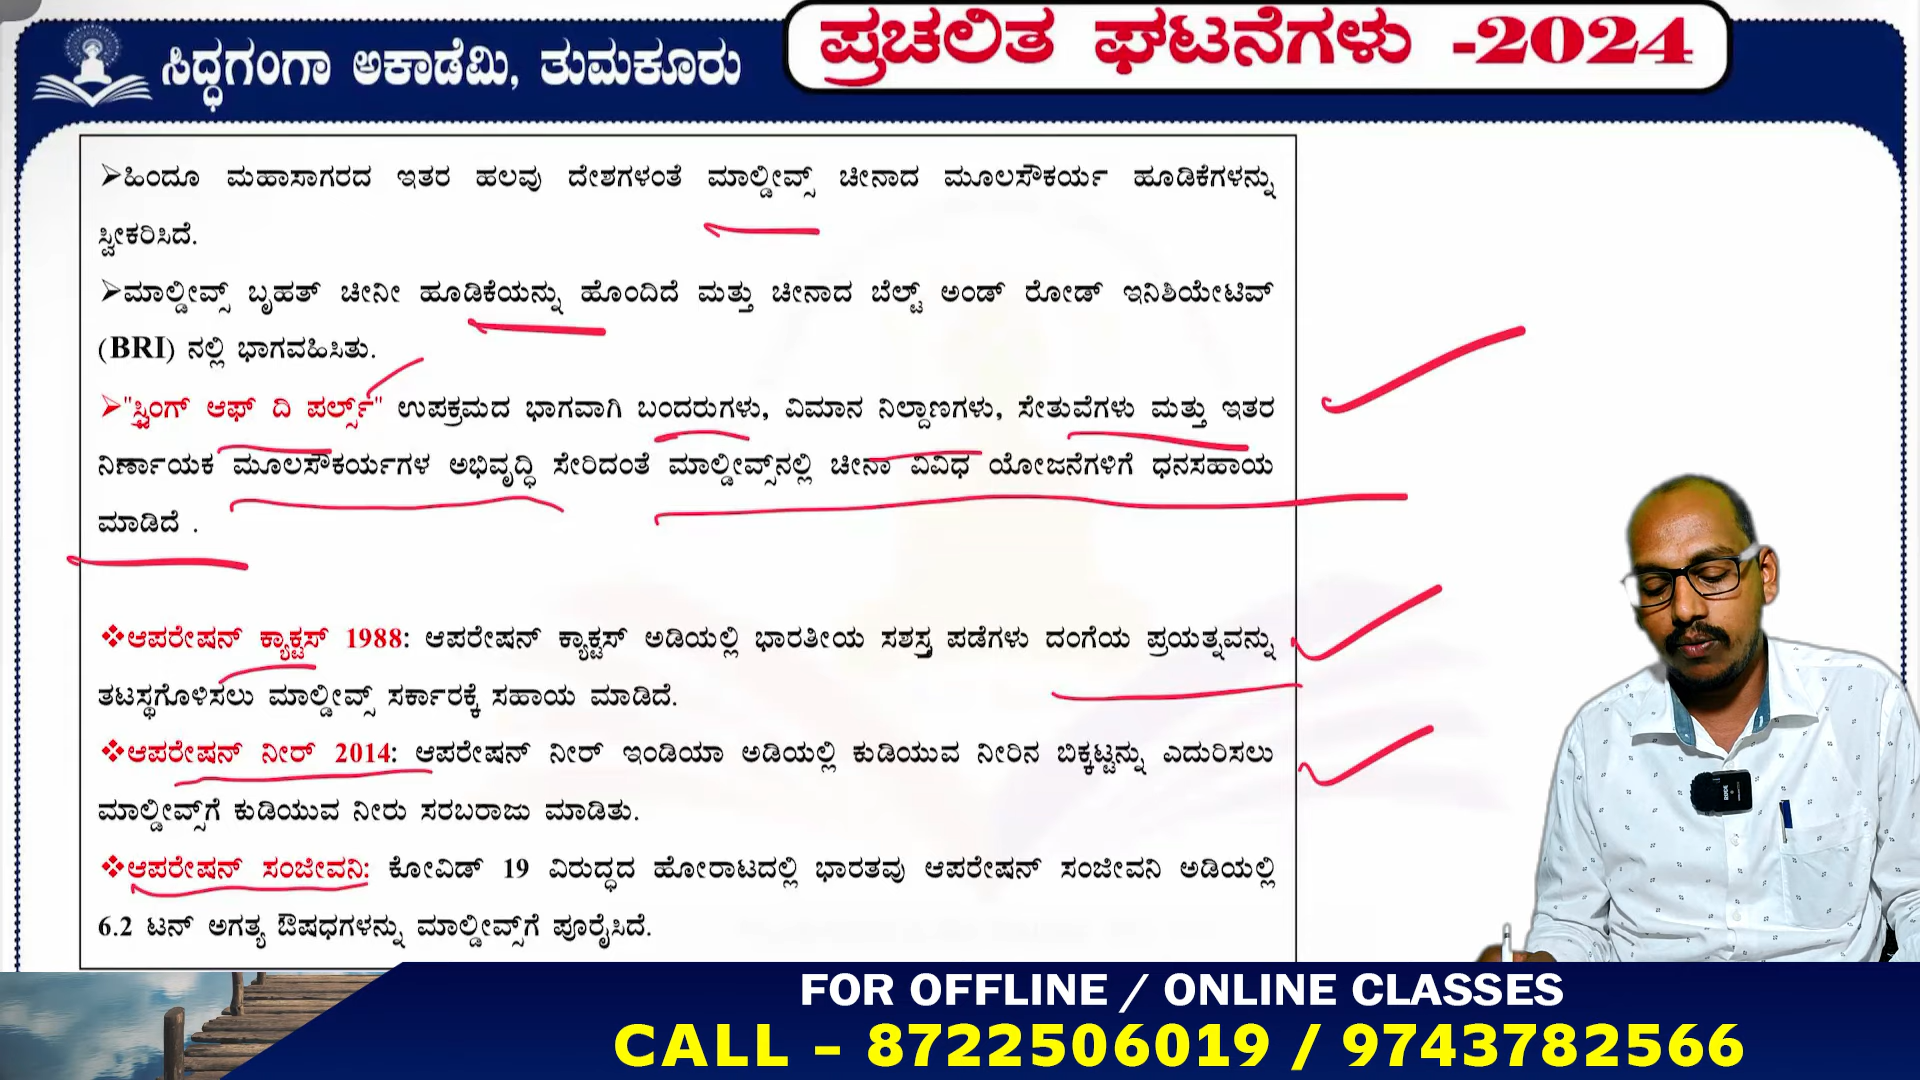 ಸಿದ್ಧಗಂಗಾ ಅಕಾಡೆಮಿ, ತುಮಕೂರು
ಪ್ರಚಲಿತ ಘಟನೆಗಳು -2024
➢ಹಿಂದೂ ಮಹಾಸಾಗರದ ಇತರ ಹಲವು ದೇಶಗಳಂತೆ ಮಾಲ್ಡೀವ್ಸ್ ಚೀನಾದ ಮೂಲಸೌಕರ್ಯ ಹೂಡಿಕೆಗಳನ್ನು
ಸ್ವೀಕರಿಸಿದೆ.
➢ಮಾಲ್ಡೀವ್ಸ್ ಬೃಹತ್ ಚೀನೀ ಹೂಡಿಕೆಯನ್ನು ಹೊಂದಿದೆ ಮತ್ತು ಚೀನಾದ ಬೆಲ್ಟ್ ಅಂಡ್ ರೋಡ್ ಇನಿಶಿಯೇಟಿವ್
(BRI) ನಲ್ಲಿ ಭಾಗವಹಿಸಿತು.
➢"ಸ್ಟ್ರಿಂಗ್ ಆಫ್ ದಿ ಪರ್ಲ್ಸ್" ಉಪಕ್ರಮದ ಭಾಗವಾಗಿ ಬಂದರುಗಳು, ವಿಮಾನ ನಿಲ್ದಾಣಗಳು, ಸೇತುವೆಗಳು ಮತ್ತು ಇತರ
ನಿರ್ಣಾಯಕ ಮೂಲಸೌಕರ್ಯಗಳ ಅಭಿವೃದ್ಧಿ ಸೇರಿದಂತೆ ಮಾಲ್ಡೀವ್ಸ್‌ನಲ್ಲಿ ಚೀನಾ ವಿವಿಧ ಯೋಜನೆಗಳಿಗೆ ಧನಸಹಾಯ
ಮಾಡಿದೆ .
❖ಆಪರೇಷನ್ ಕ್ಯಾಕ್ಟಸ್ 1988: ಆಪರೇಷನ್ ಕ್ಯಾಕ್ಟಸ್ ಅಡಿಯಲ್ಲಿ ಭಾರತೀಯ ಸಶಸ್ತ್ರ ಪಡೆಗಳು ದಂಗೆಯ ಪ್ರಯತ್ನವನ್ನು
ತಟಸ್ಥಗೊಳಿಸಲು ಮಾಲ್ಡೀವ್ಸ್ ಸರ್ಕಾರಕ್ಕೆ ಸಹಾಯ ಮಾಡಿದೆ.
❖ಆಪರೇಷನ್ ನೀರ್ 2014: ಆಪರೇಷನ್ ನೀರ್ ಇಂಡಿಯಾ ಅಡಿಯಲ್ಲಿ ಕುಡಿಯುವ ನೀರಿನ ಬಿಕ್ಕಟ್ಟನ್ನು ಎದುರಿಸಲು
ಮಾಲ್ಡೀವ್ಸ್‌ಗೆ ಕುಡಿಯುವ ನೀರು ಸರಬರಾಜು ಮಾಡಿತು.
❖ಆಪರೇಷನ್ ಸಂಜೀವನಿ: ಕೋವಿಡ್ 19 ವಿರುದ್ಧದ ಹೋರಾಟದಲ್ಲಿ ಭಾರತವು ಆಪರೇಷನ್ ಸಂಜೀವನಿ ಅಡಿಯಲ್ಲಿ
6.2 ಟನ್ ಅಗತ್ಯ ಔಷಧಗಳನ್ನು ಮಾಲ್ಡೀವ್ಸ್‌ಗೆ ಪೂರೈಸಿದೆ.
FOR OFFLINE / ONLINE CLASSES
CALL – 8722506019 / 9743782566